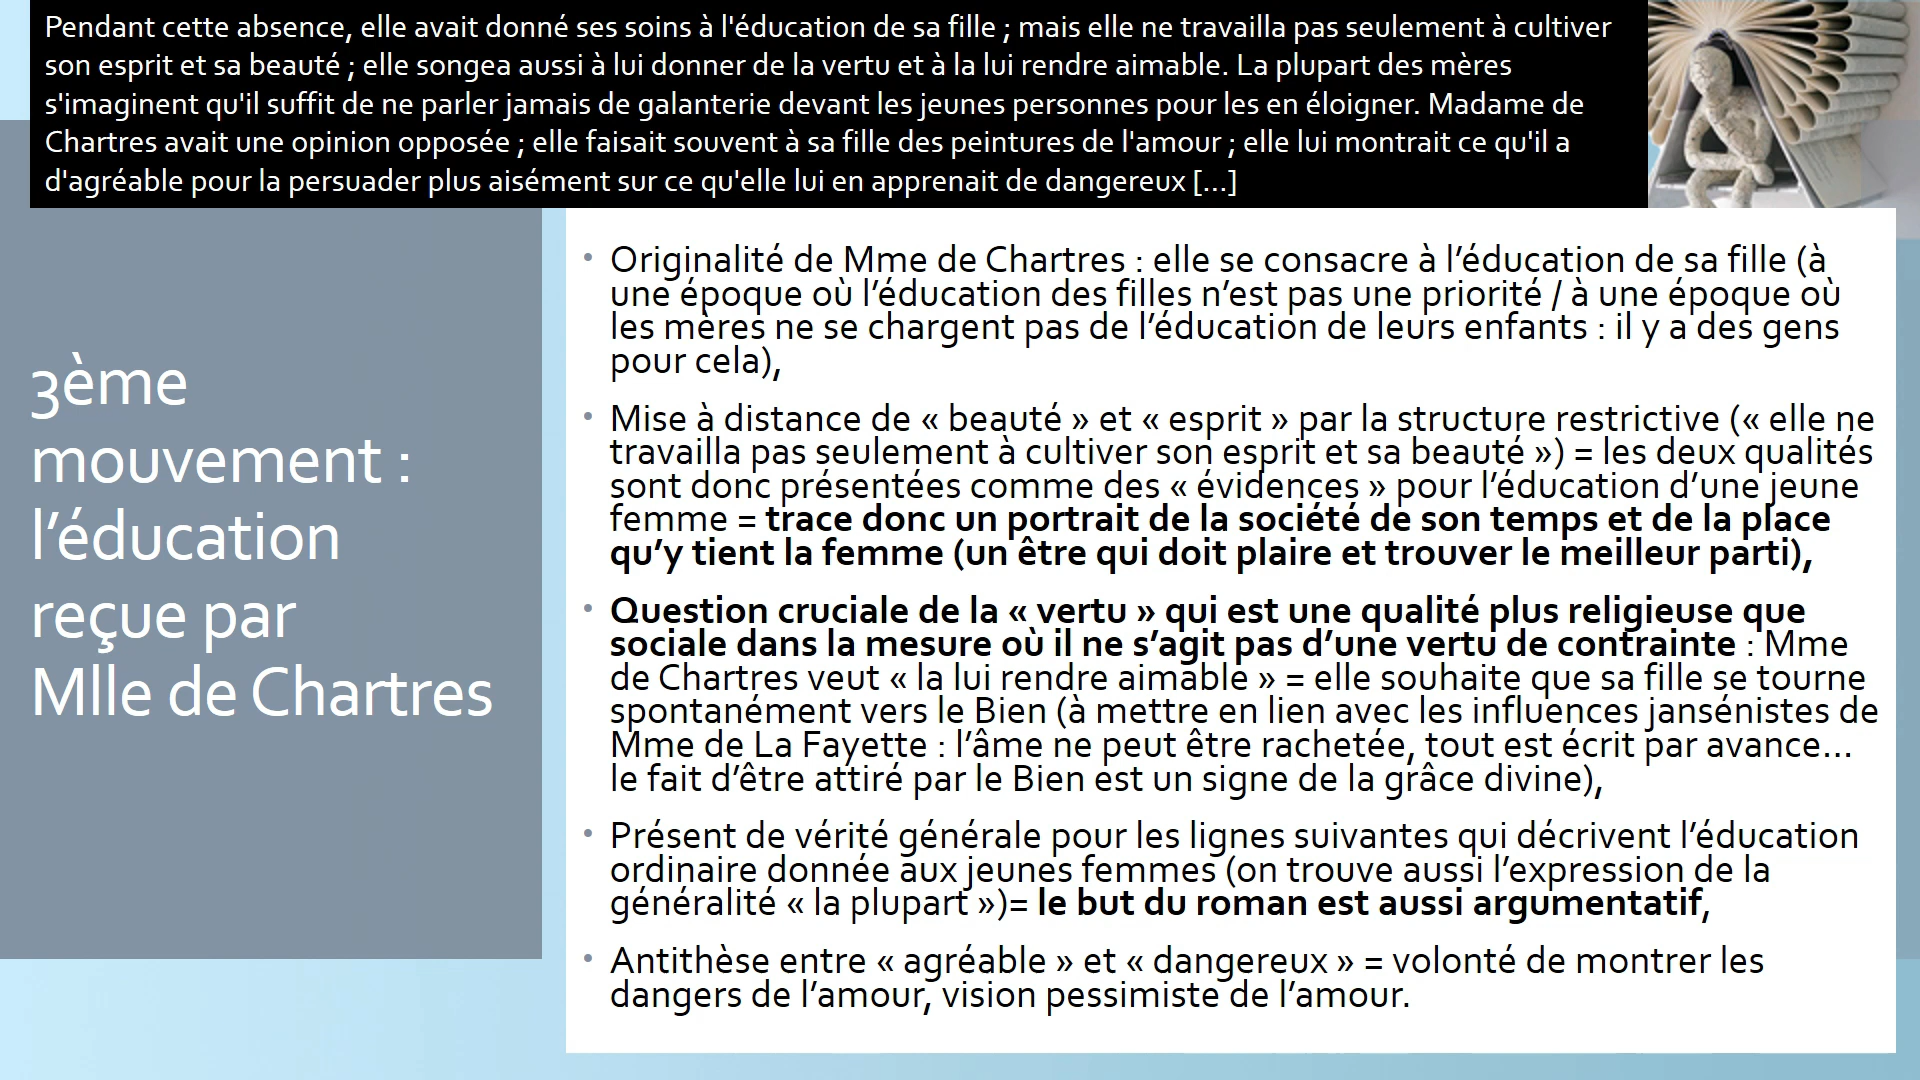 Pendant cette absence, elle avait donné ses soins à l'éducation de sa fille ; mais elle ne travailla pas seulement à cultiver
son esprit et sa beauté ; elle songea aussi à lui donner de la vertu et à la lui rendre aimable. La plupart des mères
s'imaginent qu'il suffit de ne parler jamais de galanterie devant les jeunes personnes pour les en éloigner. Madame de
Chartres avait une opinion opposée ; elle faisait souvent à sa fille des peintures de l'amour ; elle lui montrait ce qu'il a
d'agréable pour la persuader plus aisément sur ce qu'elle lui en apprenait de dangereux [...]
3ème
mouvement :
l’éducation
reçue par
Mlle de Chartres
• Originalité de Mme de Chartres : elle se consacre à l’éducation de sa fille (à
une époque où l’éducation des filles n’est pas une priorité / à une époque où
les mères ne se chargent pas de l’éducation de leurs enfants : il y a des gens
pour cela),
• Mise à distance de « beauté » et « esprit » par la structure restrictive (« elle ne
travailla pas seulement à cultiver son esprit et sa beauté ») = les deux qualités
sont donc présentées comme des « évidences » pour l’éducation d’une jeune
femme = trace donc un portrait de la société de son temps et de la place
qu’y tient la femme (un être qui doit plaire et trouver le meilleur parti),
• Question cruciale de la « vertu » qui est une qualité plus religieuse que
sociale dans la mesure où il ne s’agit pas d’une vertu de contrainte : Mme
de Chartres veut « la lui rendre aimable » = elle souhaite que sa fille se tourne
spontanément vers le Bien (à mettre en lien avec les influences jansénistes de
Mme de La Fayette : l’âme ne peut être rachetée, tout est écrit par avance…
le fait d’être attiré par le Bien est un signe de la grâce divine),
• Présent de vérité générale pour les lignes suivantes qui décrivent l’éducation
ordinaire donnée aux jeunes femmes (on trouve aussi l’expression de la
généralité « la plupart »)= le but du roman est aussi argumentatif,
• Antithèse entre « agréable » et « dangereux » = volonté de montrer les
dangers de l’amour, vision pessimiste de l’amour.